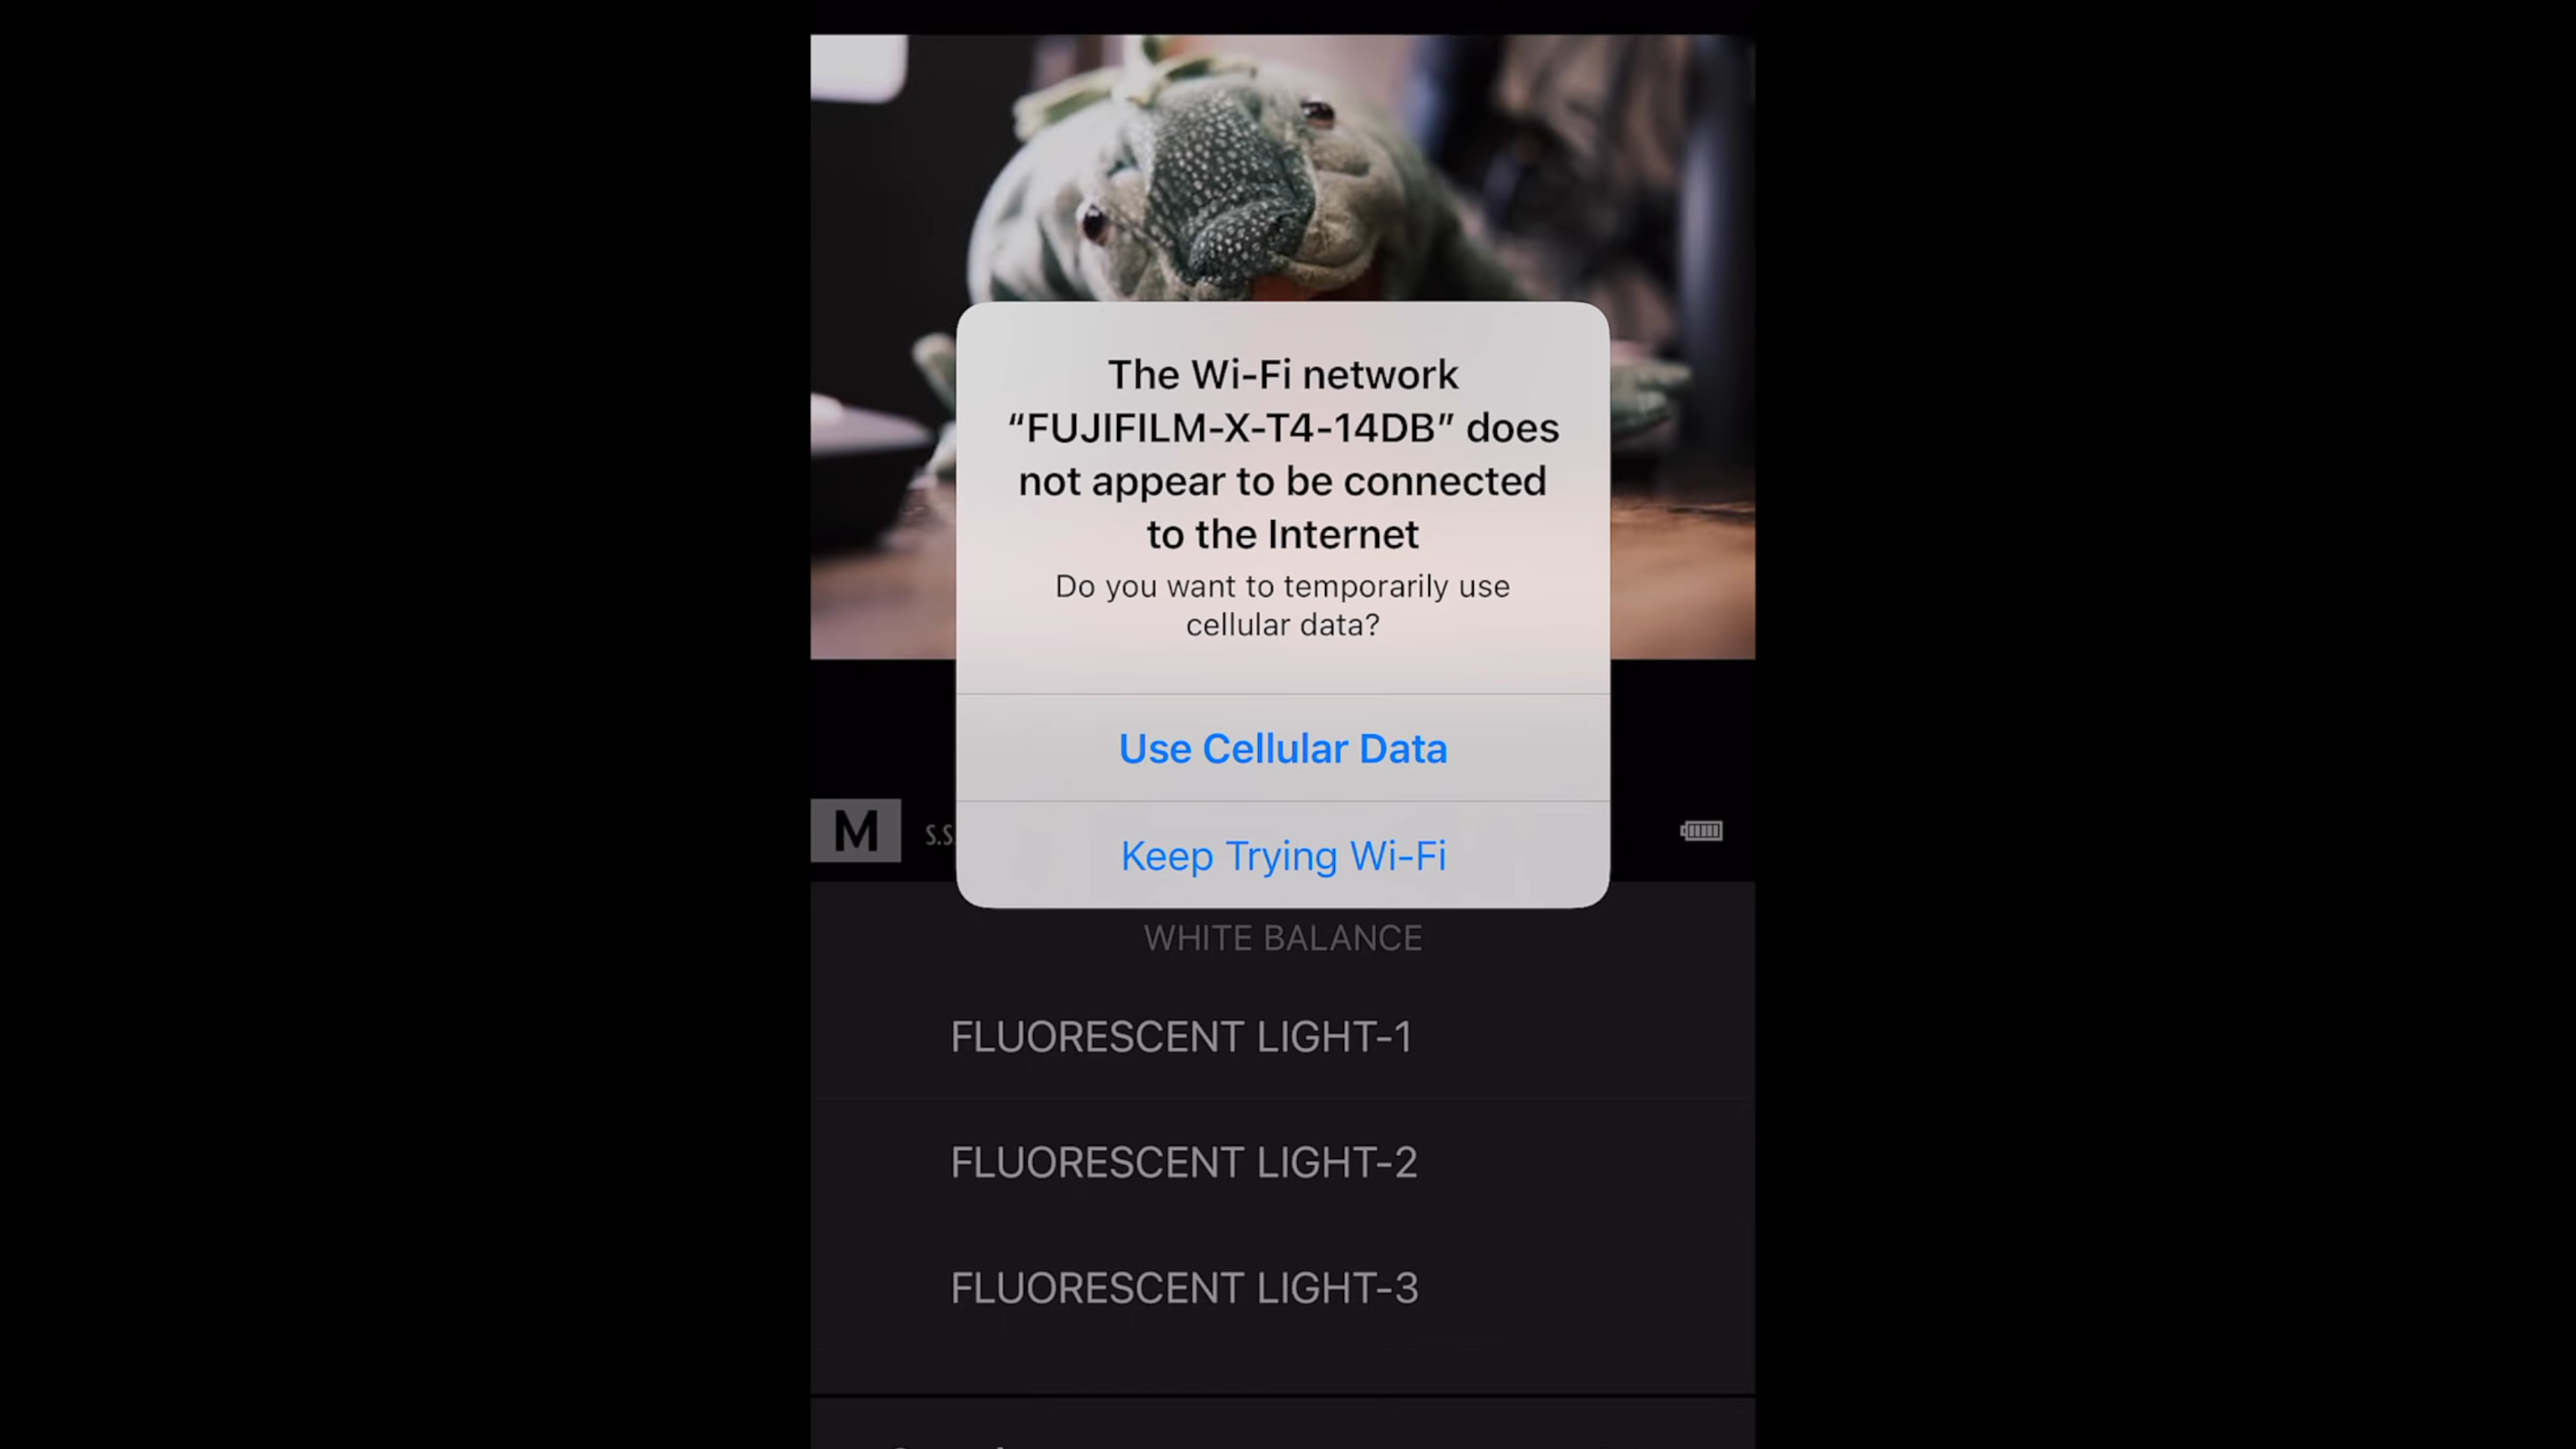 The Wi-Fi network
“FUJIFILM-X-T4-14DB” does
not appear to be connected
to the Internet
Do you want to temporarily use
cellular data?
Use Cellular Data
Keep Trying Wi-Fi
M S.S.
WHITE BALANCE
FLUORESCENT LIGHT-1
FLUORESCENT LIGHT-2
FLUORESCENT LIGHT-3